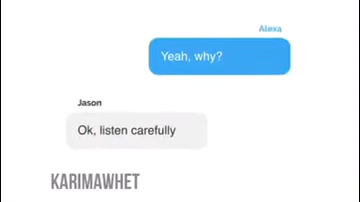 Alexa
Yeah, why?
Jason
Ok, listen carefully
KARIMAWHET